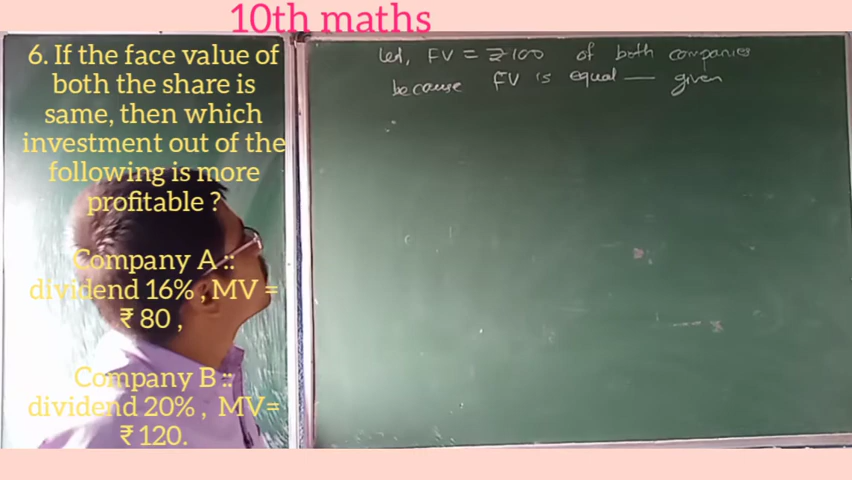 10th maths
6. If the face value of
both the share is
same, then which
investment out of the
following is more
profitable ?
Company A ::
dividend 16% , MV =
₹ 80 ,
Company B ::
dividend 20% , MV=
₹ 120.
Let, FV = ₹100 of both companies
because FV is equal — given